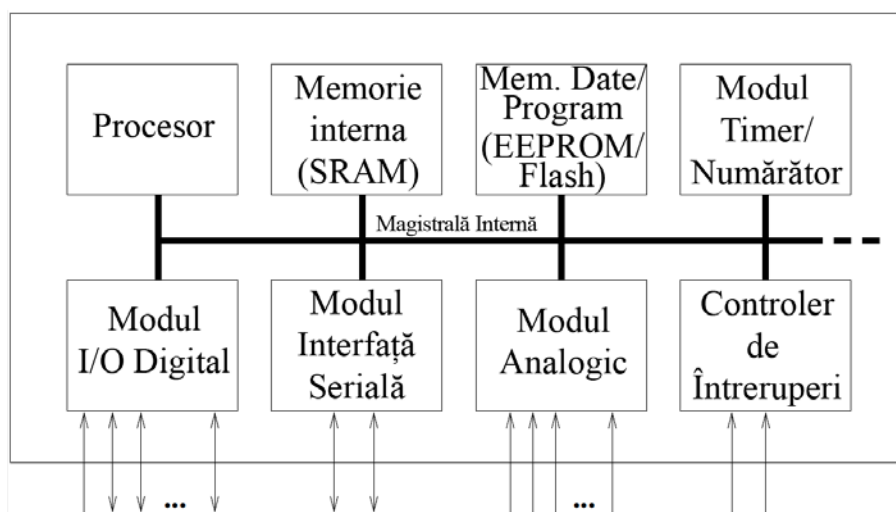 Procesor
Memorie
interna
(SRAM)
Mem. Date/
Program
(EEPROM/
Flash)
Modul
Timer/
Numărător
Magistrală Internă
Modul
I/O Digital
Modul
Interfață
Serială
Modul
Analogic
Controler
de
Întreruperi
...
...